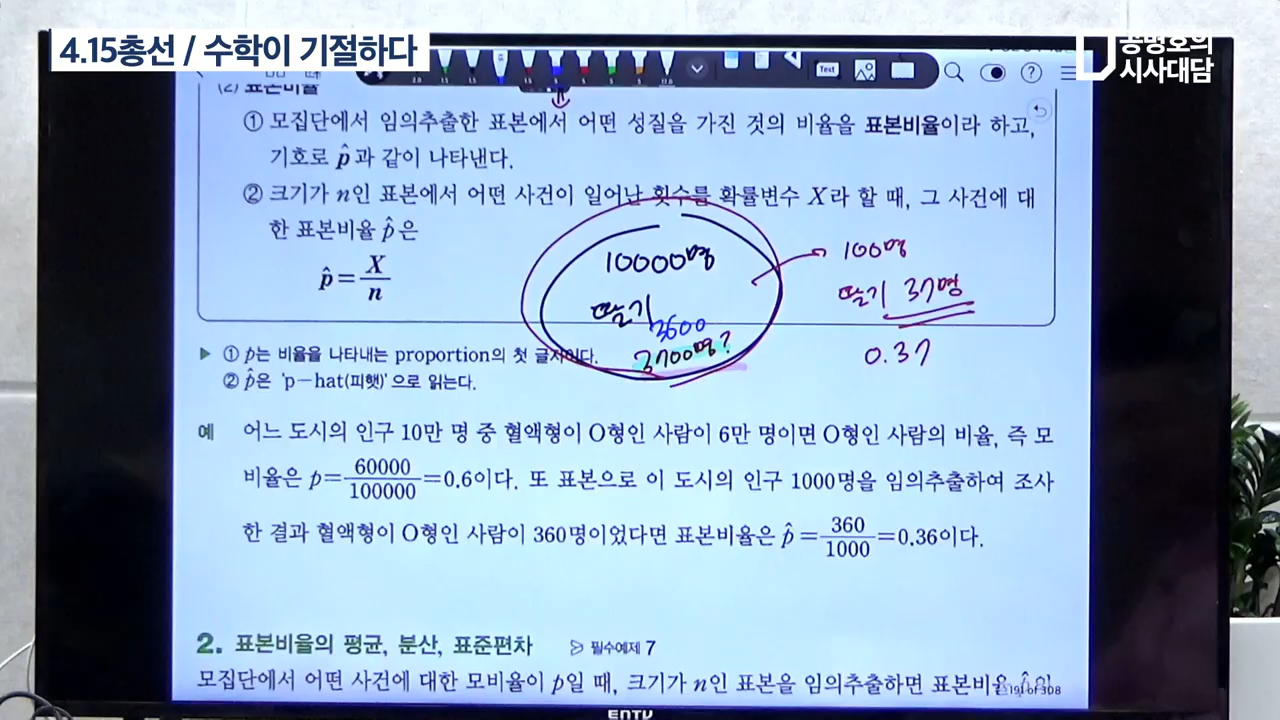 4.15총선 / 수학이 기절하다
공병호의
시사대담
Text
(2) 표본비율
① 모집단에서 임의추출한 표본에서 어떤 성질을 가진 것의 비율을 표본비율이라 하고,
기호로 p̂과 같이 나타낸다.
② 크기가 n인 표본에서 어떤 사건이 일어난 횟수를 확률변수 X라 할 때, 그 사건에 대
한 표본비율 p̂은
p̂ = X/n
10000명
딸기
3600
3700명?
100명
딸기 37명
0.37
▶ ① p는 비율을 나타내는 proportion의 첫 글자이다.
② p̂은 'p-hat(피햇)'으로 읽는다.
예 어느 도시의 인구 10만 명 중 혈액형이 O형인 사람이 6만 명이면 O형인 사람의 비율, 즉 모
비율은 p = 60000/100000 = 0.6이다. 또 표본으로 이 도시의 인구 1000명을 임의추출하여 조사
한 결과 혈액형이 O형인 사람이 360명이었다면 표본비율은 p̂ = 360/1000 = 0.36이다.
2. 표본비율의 평균, 분산, 표준편차 필수예제 7
모집단에서 어떤 사건에 대한 모비율이 p일 때, 크기가 n인 표본을 임의추출하면 표본비율 p̂의
of 308